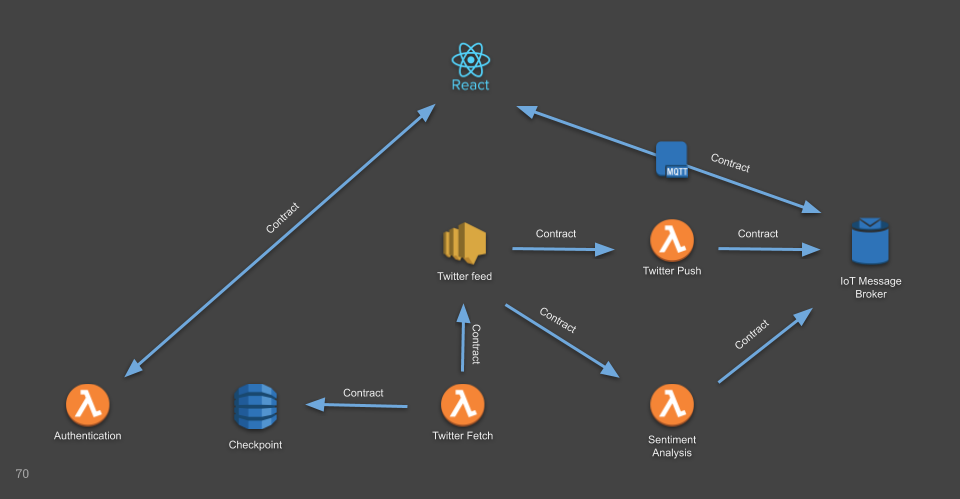 React
MQTT
Contract
Contract
Contract
Contract
Twitter feed
Twitter Push
IoT Message
Broker
Contract
Contract
Contract
Contract
Authentication
Checkpoint
Twitter Fetch
Sentiment
Analysis
70